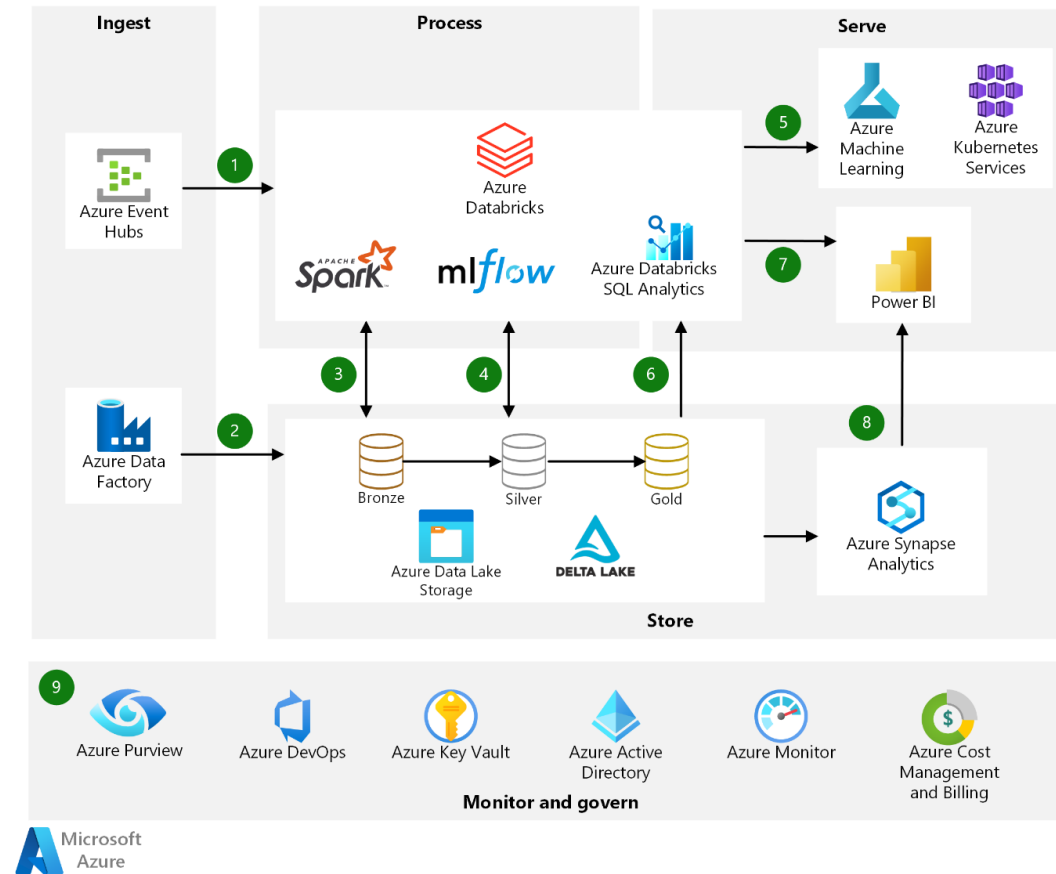 Ingest
Process
Serve
1
Azure Event
Hubs
Azure
Databricks
APACHE
Spark™
mlflow
Azure Databricks
SQL Analytics
5
Azure
Machine
Learning
Azure
Kubernetes
Services
7
Power BI
3
4
6
8
2
Azure Data
Factory
Bronze
Silver
Gold
Azure Data Lake
Storage
DELTA LAKE
Azure Synapse
Analytics
Store
9
Azure Purview
Azure DevOps
Azure Key Vault
Azure Active
Directory
Azure Monitor
Azure Cost
Management
and Billing
$
Monitor and govern
Microsoft
Azure